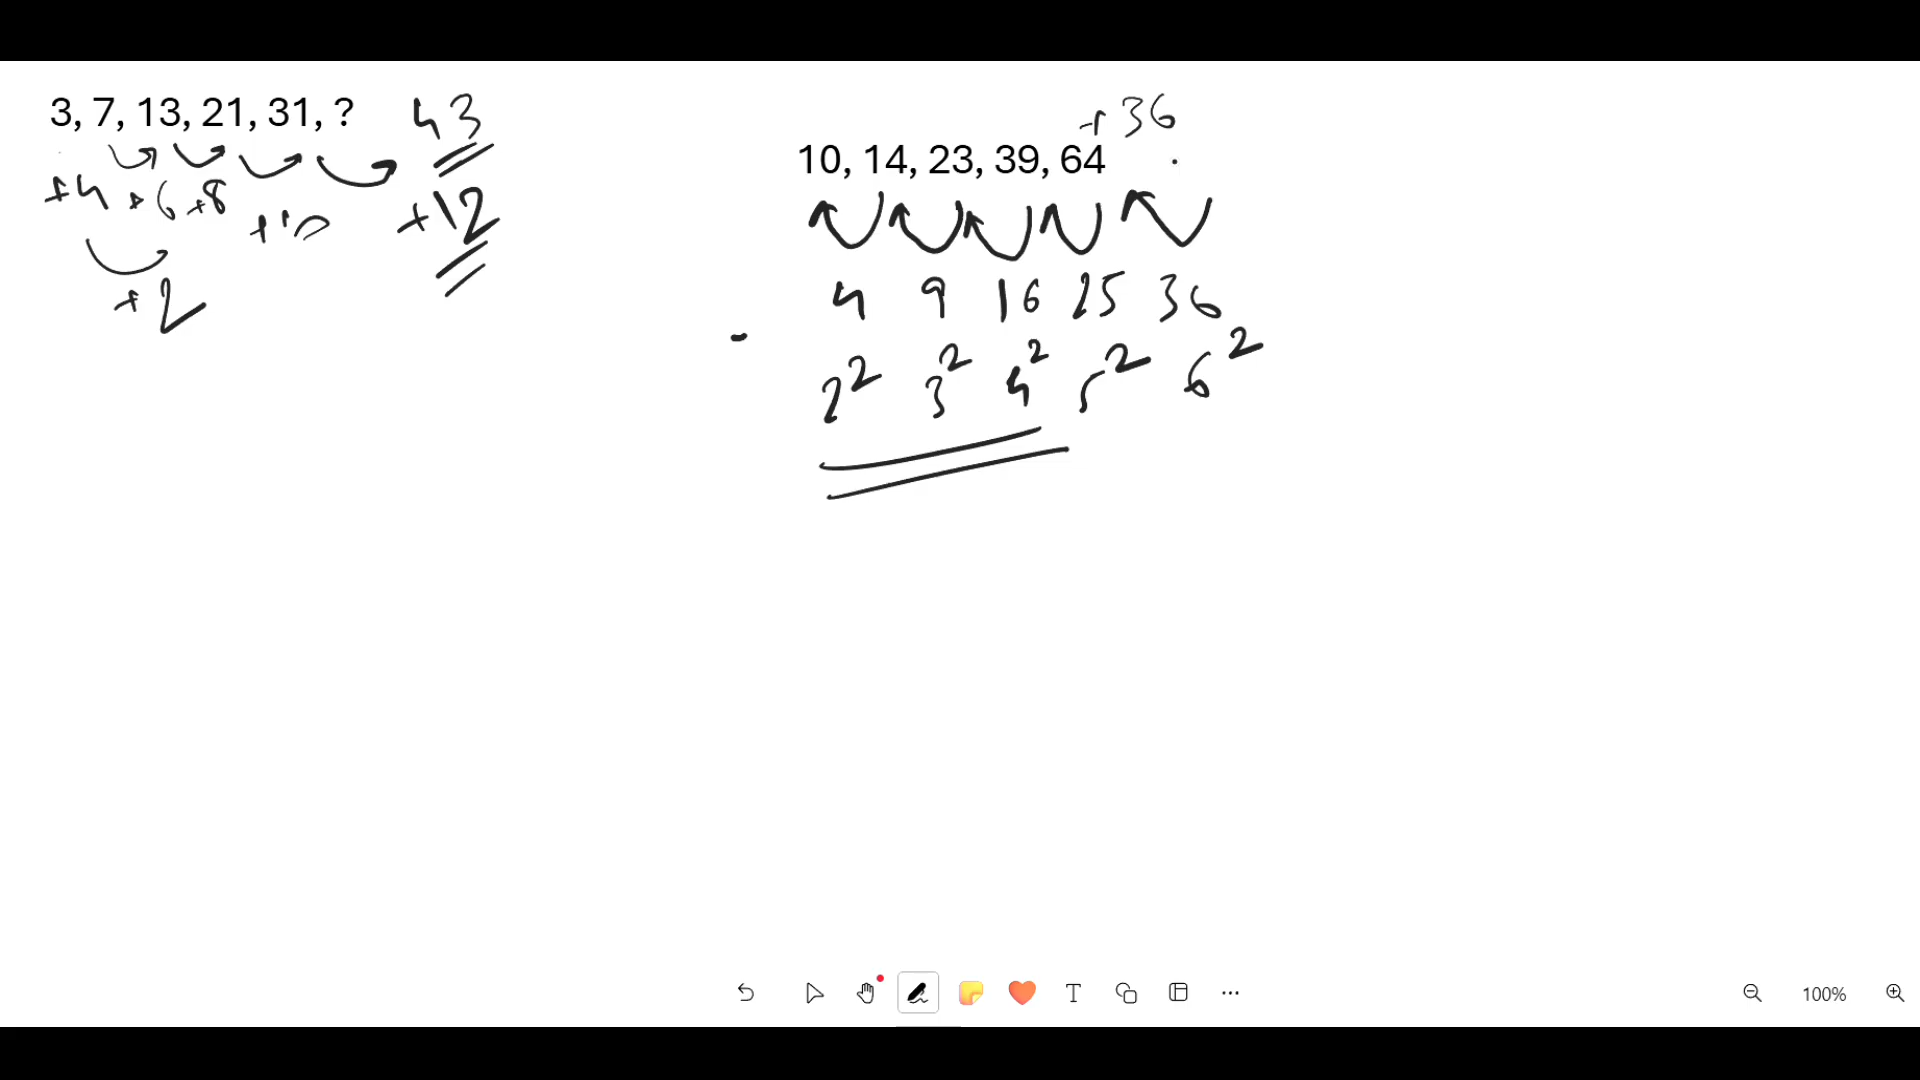 3, 7, 13, 21, 31, ? 43
+4 +6 +8 +10 +12
+2
+36
10, 14, 23, 39, 64
4 9 16 25 36
2² 3² 4² 5² 6²
T
100%